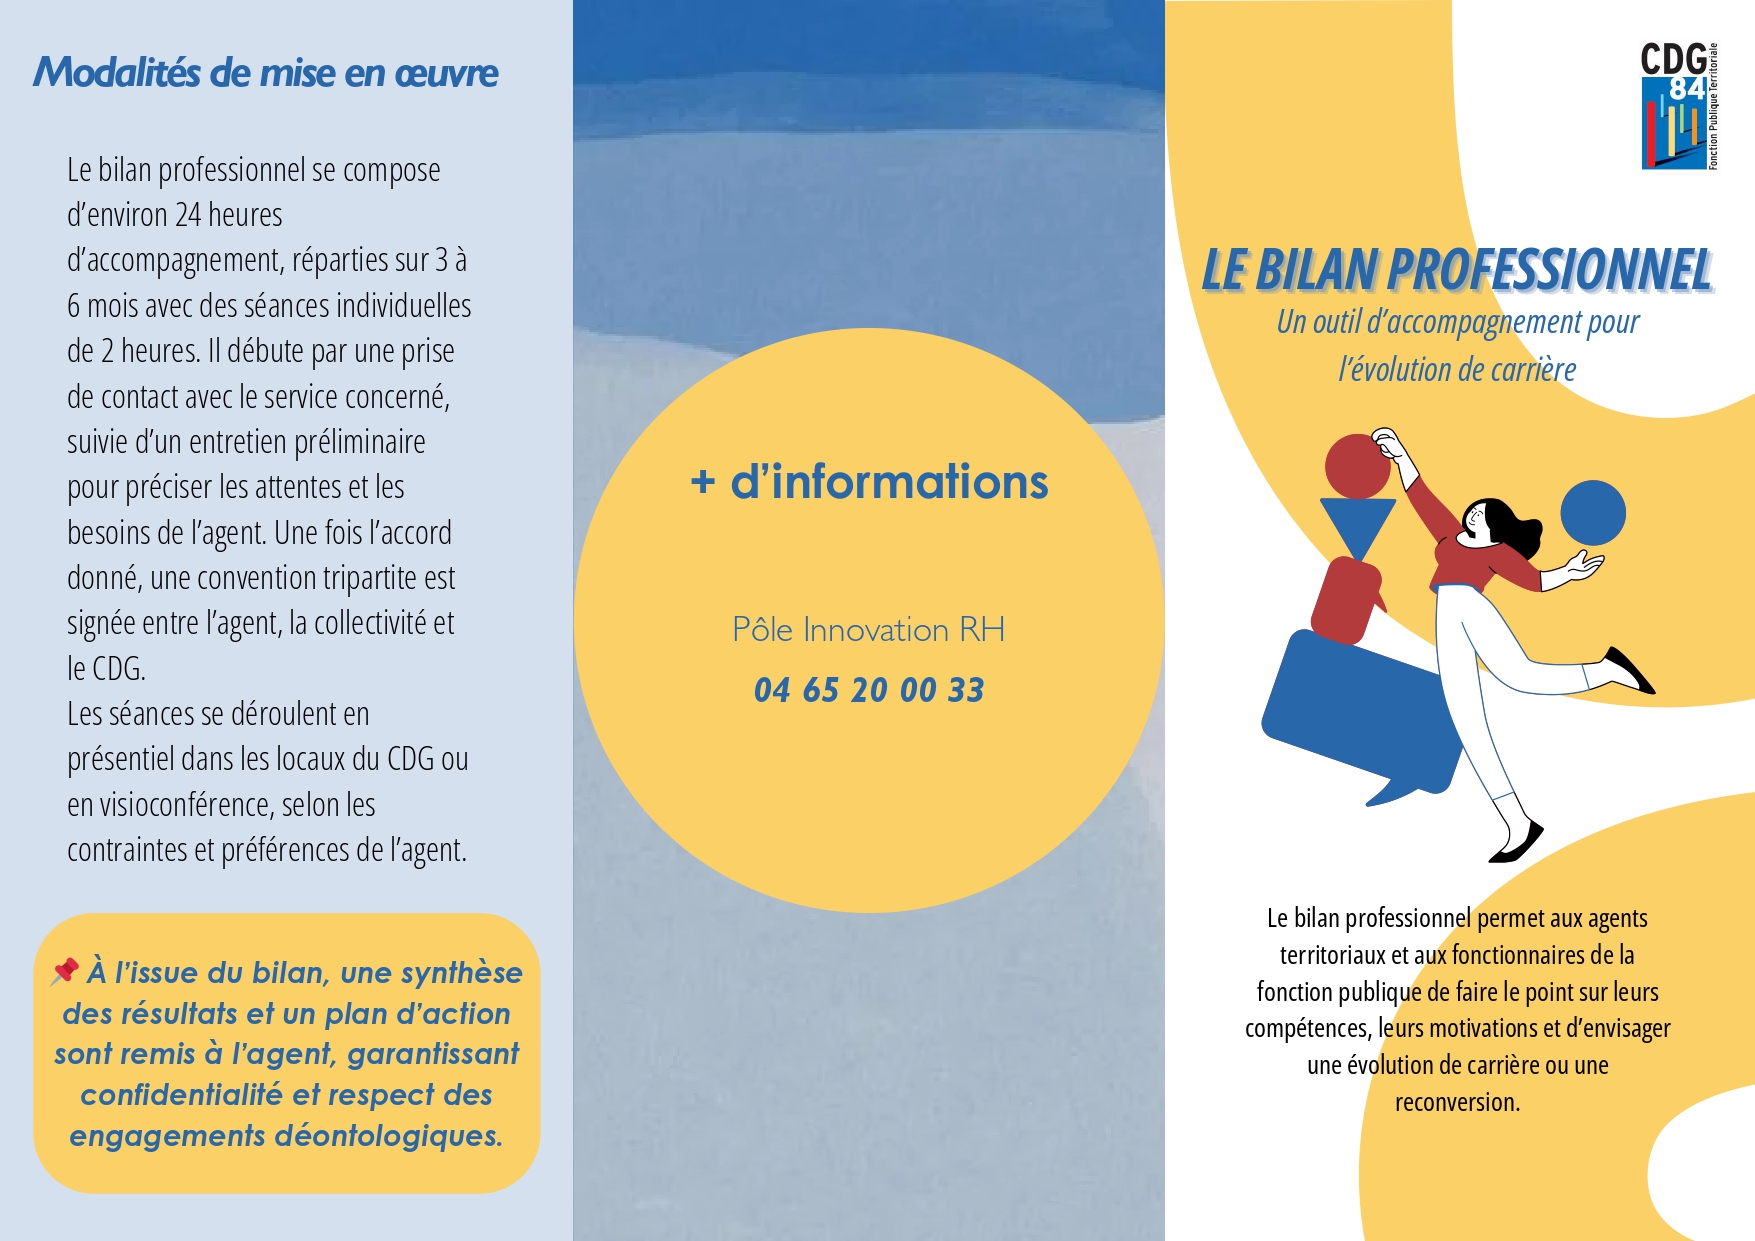 Modalités de mise en œuvre
Le bilan professionnel se compose
d’environ 24 heures
d’accompagnement, réparties sur 3 à
6 mois avec des séances individuelles
de 2 heures. Il débute par une prise
de contact avec le service concerné,
suivie d’un entretien préliminaire
pour préciser les attentes et les
besoins de l’agent. Une fois l’accord
donné, une convention tripartite est
signée entre l’agent, la collectivité et
le CDG.
Les séances se déroulent en
présentiel dans les locaux du CDG ou
en visioconférence, selon les
contraintes et préférences de l’agent.
📌 À l’issue du bilan, une synthèse
des résultats et un plan d’action
sont remis à l’agent, garantissant
confidentialité et respect des
engagements déontologiques.
+ d’informations
Pôle Innovation RH
04 65 20 00 33
CDG
84
Fonction Publique Territoriale
LE BILAN PROFESSIONNEL
Un outil d’accompagnement pour
l’évolution de carrière
Le bilan professionnel permet aux agents
territoriaux et aux fonctionnaires de la
fonction publique de faire le point sur leurs
compétences, leurs motivations et d’envisager
une évolution de carrière ou une
reconversion.